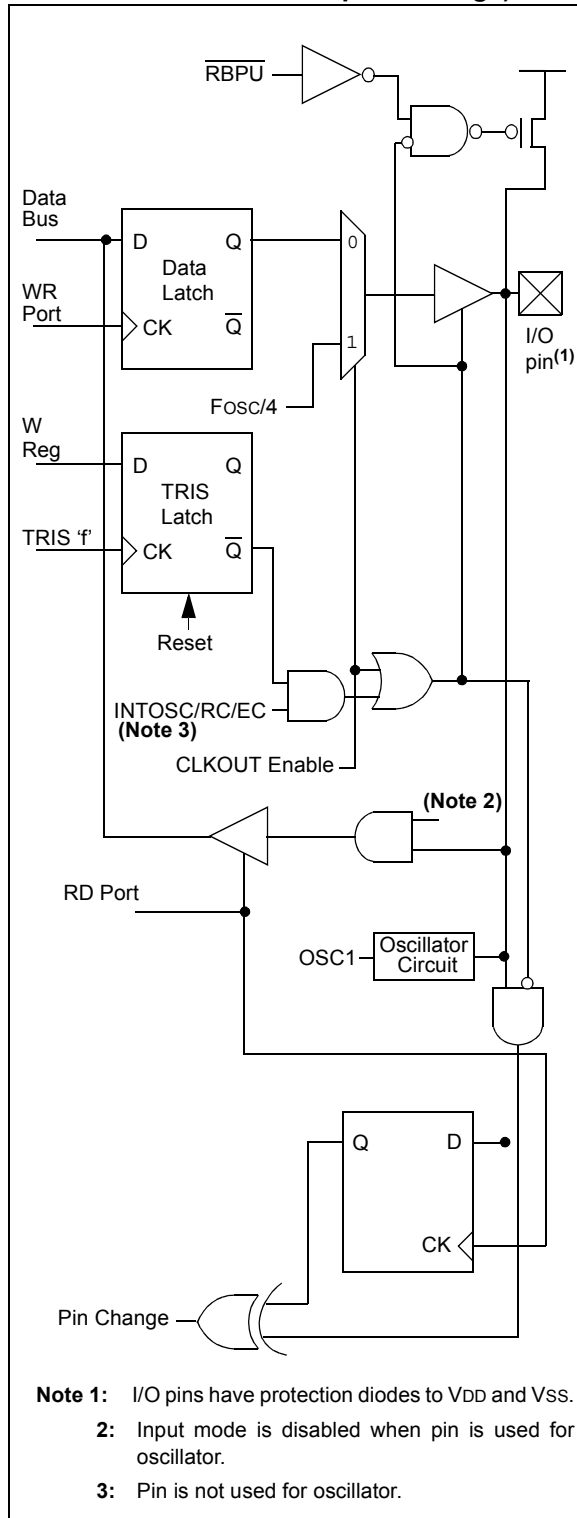 RBPU
Data
Bus
D Q
0
Data
Latch
WR
Port
CK Q
1
I/O
pin(1)
FOSC/4
W
Reg
D Q
TRIS
Latch
TRIS 'f'
CK Q
Reset
INTOSC/RC/EC
(Note 3)
CLKOUT Enable
(Note 2)
RD Port
OSC1
Oscillator
Circuit
Q D
CK
Pin Change
Note 1: I/O pins have protection diodes to VDD and VSS.
2: Input mode is disabled when pin is used for
oscillator.
3: Pin is not used for oscillator.